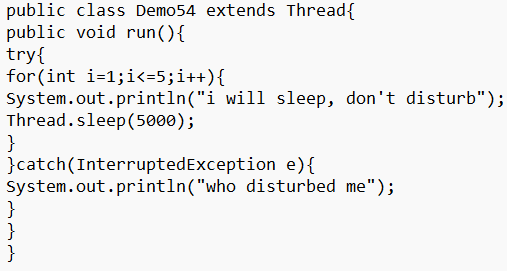 public class Demo54 extends Thread{
public void run(){
try{
for(int i=1;i<=5;i++){
System.out.println("i will sleep, don't disturb");
Thread.sleep(5000);
}
}catch(InterruptedException e){
System.out.println("who disturbed me");
}
}
}